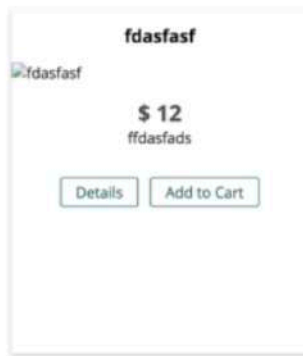 fdasfasf
fdasfasf
$ 12
ffdasfads
Details Add to Cart